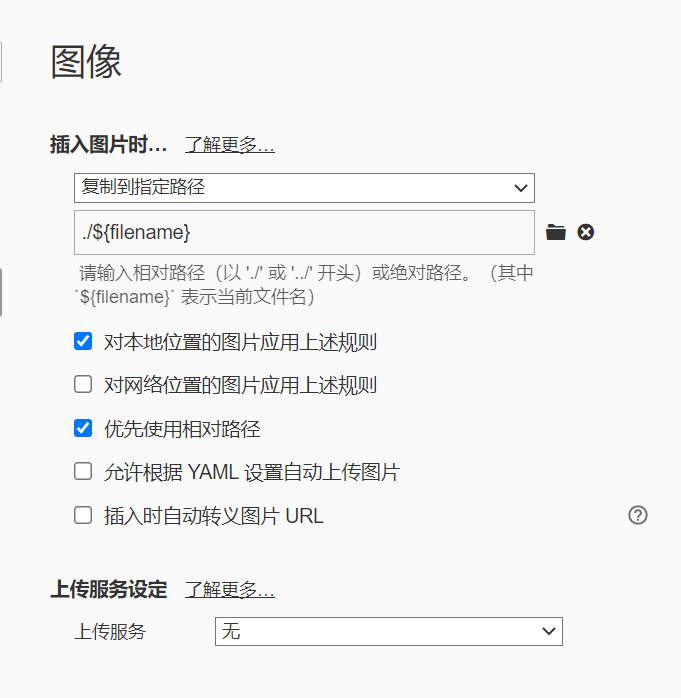 图像
插入图片时... 了解更多...
复制到指定路径
./${filename}
请输入相对路径（以 './' 或 '../' 开头）或绝对路径。（其中
`${filename}` 表示当前文件名）
对本地位置的图片应用上述规则
对网络位置的图片应用上述规则
优先使用相对路径
允许根据 YAML 设置自动上传图片
插入时自动转义图片 URL
上传服务设定 了解更多...
上传服务 无